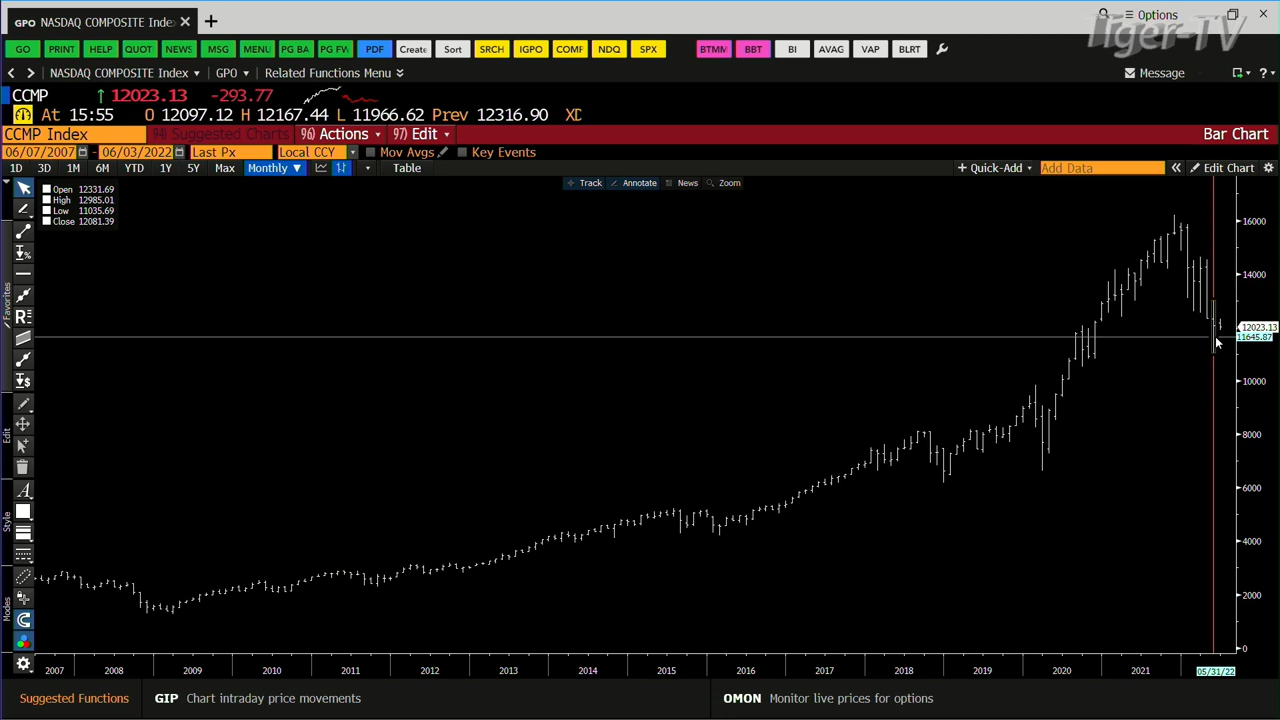 GPO NASDAQ COMPOSITE Inde
Options
Tiger-TV
GO PRINT HELP QUOT NEWS MSG MENU PG BA PG FW PDF Create Sort SRCH IGPO COMF NDQ SPX BTMM BBT BI AVAG VAP BLRT
NASDAQ COMPOSITE Index GPO Related Functions Menu Message
CCMP 12023.13 -293.77
At 15:55 O 12097.12 H 12167.44 L 11966.62 Prev 12316.90
CCMP Index 94) Suggested Charts 96) Actions 97) Edit Bar Chart
06/07/2007 - 06/03/2022 Last Px Local CCY Mov Avgs Key Events
1D 3D 1M 6M YTD 1Y 5Y Max Monthly Table + Quick-Add Add Data Edit Chart
Track Annotate News Zoom
Open 12331.69
High 12985.01
Low 11035.69
Close 12081.39
Favorites
Edit
Style
Modes
16000
14000
12023.13
11645.87
10000
8000
6000
4000
2000
0
2007 2008 2009 2010 2011 2012 2013 2014 2015 2016 2017 2018 2019 2020 2021 05/31/22
Suggested Functions GIP Chart intraday price movements OMON Monitor live prices for options